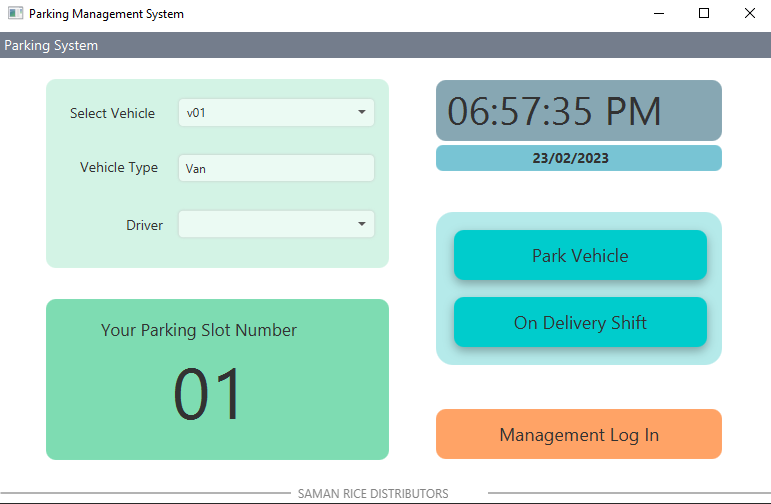 Parking Management System
Parking System
Select Vehicle
v01
Vehicle Type
Van
Driver
Your Parking Slot Number
01
06:57:35 PM
23/02/2023
Park Vehicle
On Delivery Shift
Management Log In
SAMAN RICE DISTRIBUTORS